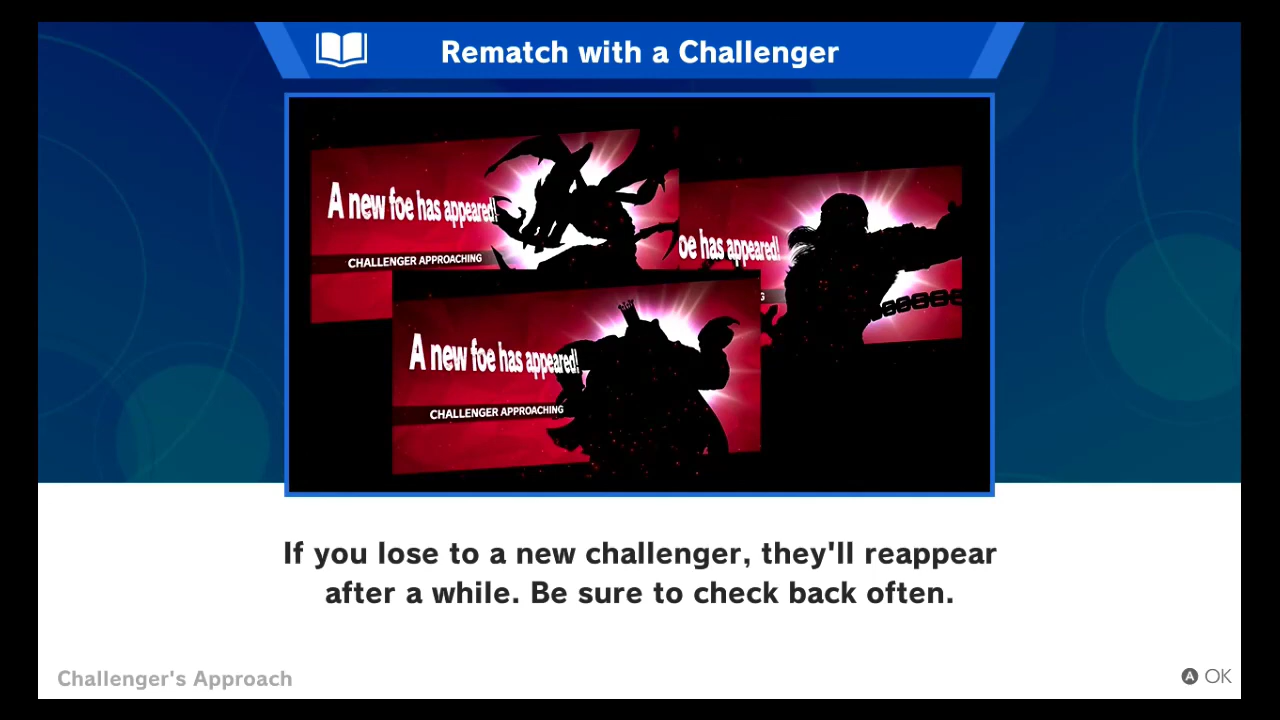 Rematch with a Challenger
A new foe has appeared!
CHALLENGER APPROACHING
oe has appeared!
G
A new foe has appeared!
CHALLENGER APPROACHING
If you lose to a new challenger, they'll reappear
after a while. Be sure to check back often.
Challenger's Approach
A OK